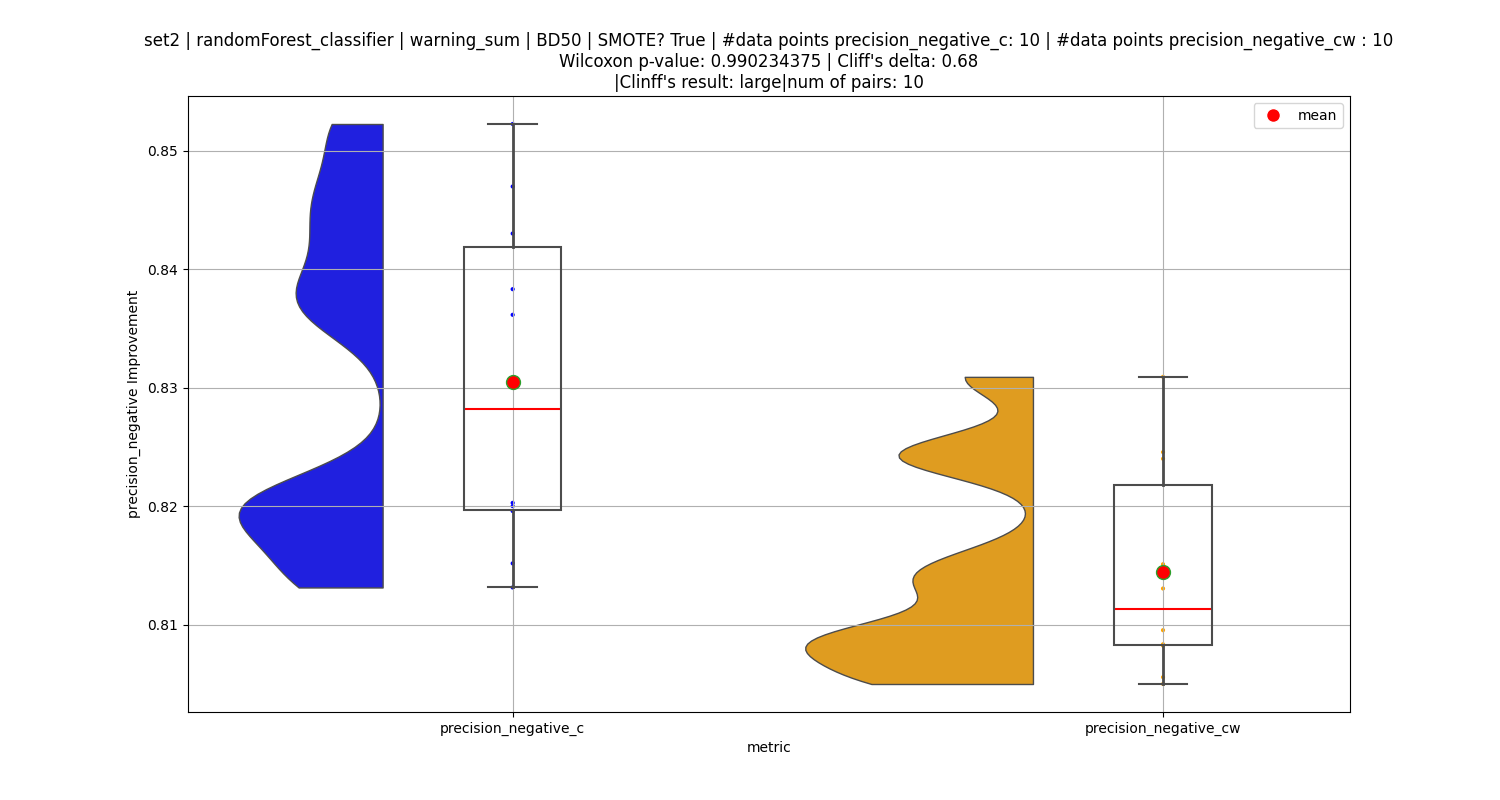 set2 | randomForest_classifier | warning_sum | BD50 | SMOTE? True | #data points precision_negative_c: 10 | #data points precision_negative_cw : 10
Wilcoxon p-value: 0.990234375 | Cliff's delta: 0.68
|Clinff's result: large|num of pairs: 10
mean
0.85
0.84
0.83
0.82
0.81
precision_negative Improvement
precision_negative_c
precision_negative_cw
metric